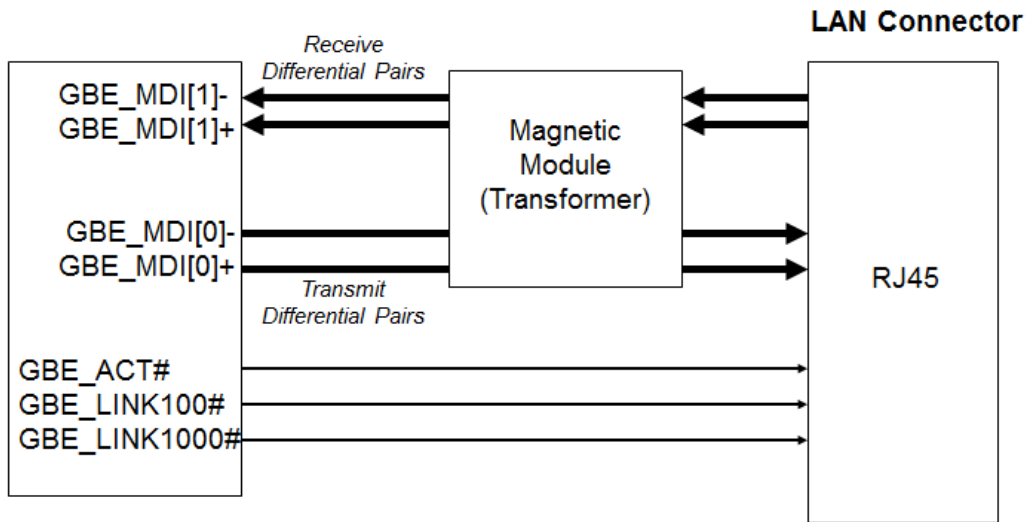 LAN Connector
Receive
Differential Pairs
GBE_MDI[1]-
GBE_MDI[1]+
Magnetic
Module
(Transformer)
GBE_MDI[0]-
GBE_MDI[0]+
Transmit
Differential Pairs
RJ45
GBE_ACT#
GBE_LINK100#
GBE_LINK1000#